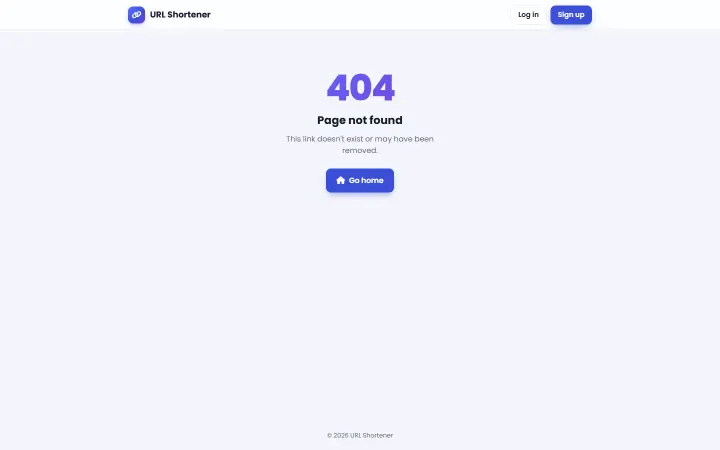 URL Shortener
Log in
Sign up
404
Page not found
This link doesn't exist or may have been
removed.
Go home
© 2026 URL Shortener